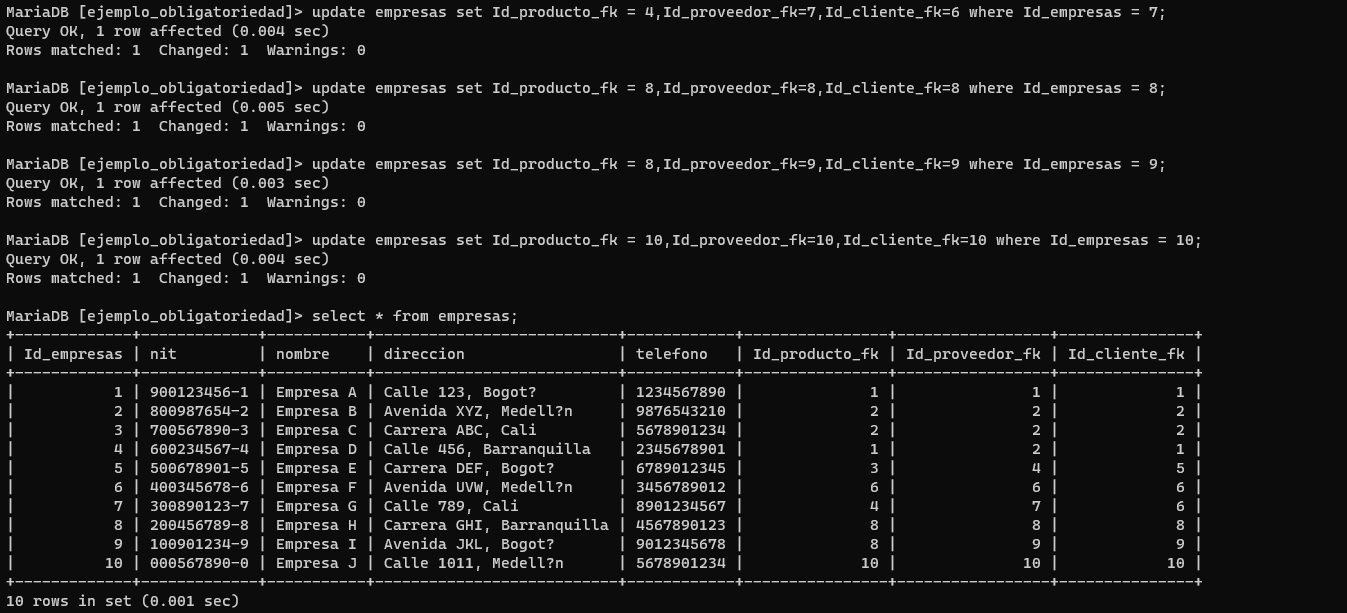 MariaDB [ejemplo_obligatoriedad]> update empresas set Id_producto_fk = 4,Id_proveedor_fk=7,Id_cliente_fk=6 where Id_empresas = 7;
Query OK, 1 row affected (0.004 sec)
Rows matched: 1  Changed: 1  Warnings: 0

MariaDB [ejemplo_obligatoriedad]> update empresas set Id_producto_fk = 8,Id_proveedor_fk=8,Id_cliente_fk=8 where Id_empresas = 8;
Query OK, 1 row affected (0.005 sec)
Rows matched: 1  Changed: 1  Warnings: 0

MariaDB [ejemplo_obligatoriedad]> update empresas set Id_producto_fk = 8,Id_proveedor_fk=9,Id_cliente_fk=9 where Id_empresas = 9;
Query OK, 1 row affected (0.003 sec)
Rows matched: 1  Changed: 1  Warnings: 0

MariaDB [ejemplo_obligatoriedad]> update empresas set Id_producto_fk = 10,Id_proveedor_fk=10,Id_cliente_fk=10 where Id_empresas = 10;
Query OK, 1 row affected (0.004 sec)
Rows matched: 1  Changed: 1  Warnings: 0

MariaDB [ejemplo_obligatoriedad]> select * from empresas;
+-------------+-------------+-----------+---------------------------+------------+----------------+-----------------+---------------+
| Id_empresas | nit         | nombre    | direccion                 | telefono   | Id_producto_fk | Id_proveedor_fk | Id_cliente_fk |
+-------------+-------------+-----------+---------------------------+------------+----------------+-----------------+---------------+
|           1 | 900123456-1 | Empresa A | Calle 123, Bogot?         | 1234567890 |              1 |               1 |             1 |
|           2 | 800987654-2 | Empresa B | Avenida XYZ, Medell?n     | 9876543210 |              2 |               2 |             2 |
|           3 | 700567890-3 | Empresa C | Carrera ABC, Cali         | 5678901234 |              2 |               2 |             2 |
|           4 | 600234567-4 | Empresa D | Calle 456, Barranquilla   | 2345678901 |              1 |               2 |             1 |
|           5 | 500678901-5 | Empresa E | Carrera DEF, Bogot?       | 6789012345 |              3 |               4 |             5 |
|           6 | 400345678-6 | Empresa F | Avenida UVW, Medell?n     | 3456789012 |              6 |               6 |             6 |
|           7 | 300890123-7 | Empresa G | Calle 789, Cali           | 8901234567 |              4 |               7 |             6 |
|           8 | 200456789-8 | Empresa H | Carrera GHI, Barranquilla | 4567890123 |              8 |               8 |             8 |
|           9 | 100901234-9 | Empresa I | Avenida JKL, Bogot?       | 9012345678 |              8 |               9 |             9 |
|          10 | 000567890-0 | Empresa J | Calle 1011, Medell?n      | 5678901234 |             10 |              10 |            10 |
+-------------+-------------+-----------+---------------------------+------------+----------------+-----------------+---------------+
10 rows in set (0.001 sec)